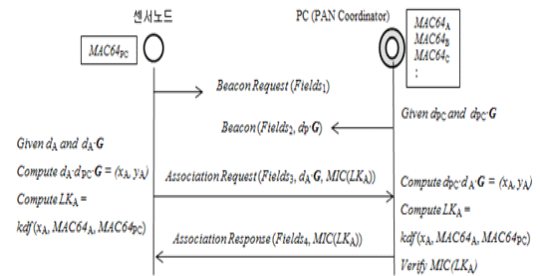 센서노드
PC (PAN Coordinator)
MAC64PC
MAC64A
MAC64B
MAC64C
:
Beacon Request (Fields1)
Given dPC and dPC·G
Beacon (Fields2, dP·G)
Given dA and dA·G
Compute dA·dPC·G = (xA, yA)
Compute LKA =
kdf(xA, MAC64A, MAC64PC)
Association Request (Fields3, dA·G, MIC(LKA))
Compute dPC·dA·G = (xA, yA)
Compute LKA =
kdf(xA, MAC64A, MAC64PC)
Verify MIC(LKA)
Association Response (Fields4, MIC(LKA))